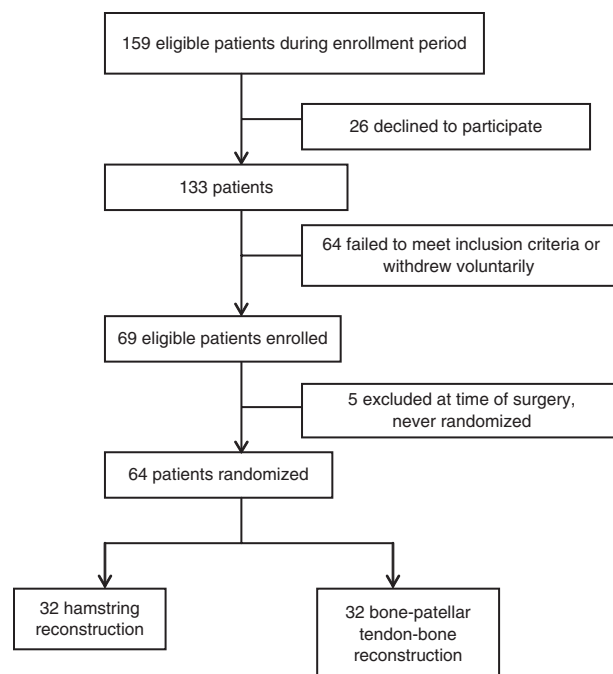 159 eligible patients during enrollment period
26 declined to participate
133 patients
64 failed to meet inclusion criteria or
withdrew voluntarily
69 eligible patients enrolled
5 excluded at time of surgery,
never randomized
64 patients randomized
32 hamstring
reconstruction
32 bone-patellar
tendon-bone
reconstruction